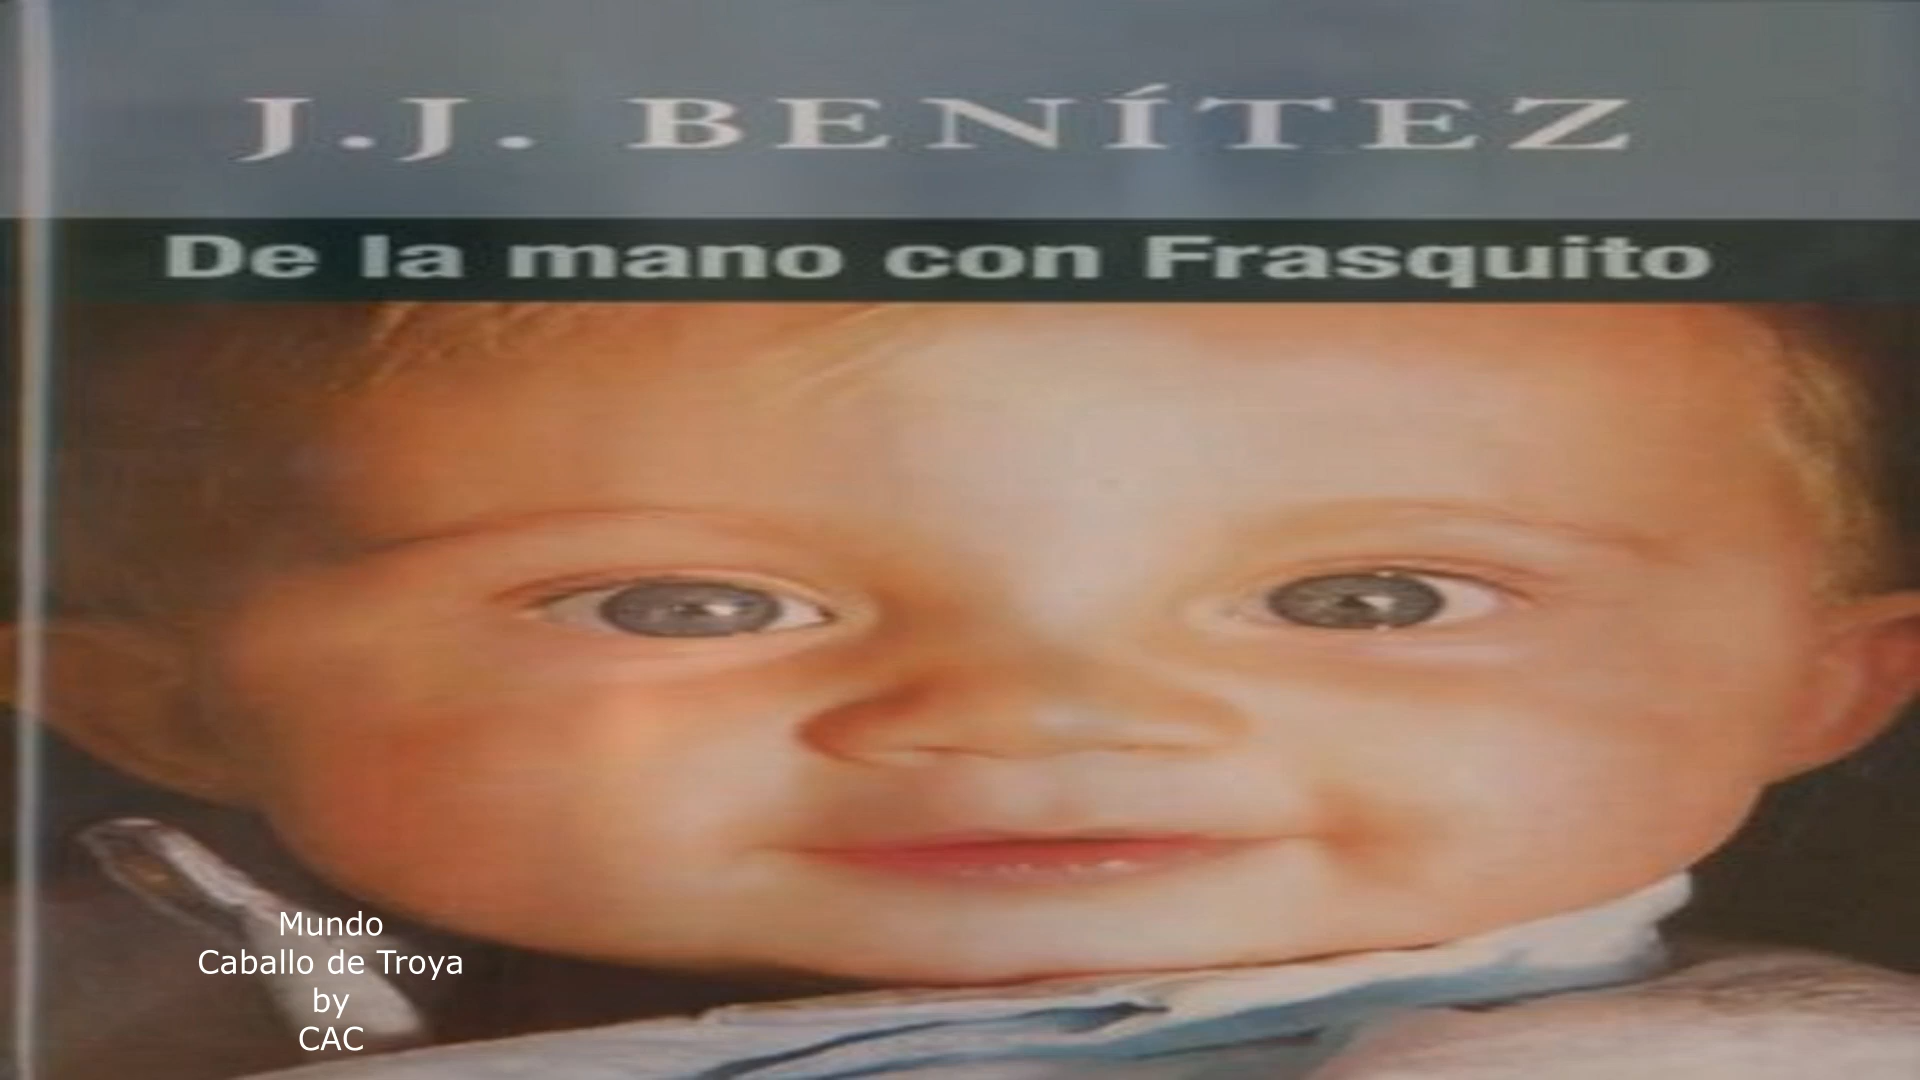 J.J. BENÍTEZ
De la mano con Frasquito
Mundo
Caballo de Troya
by
CAC